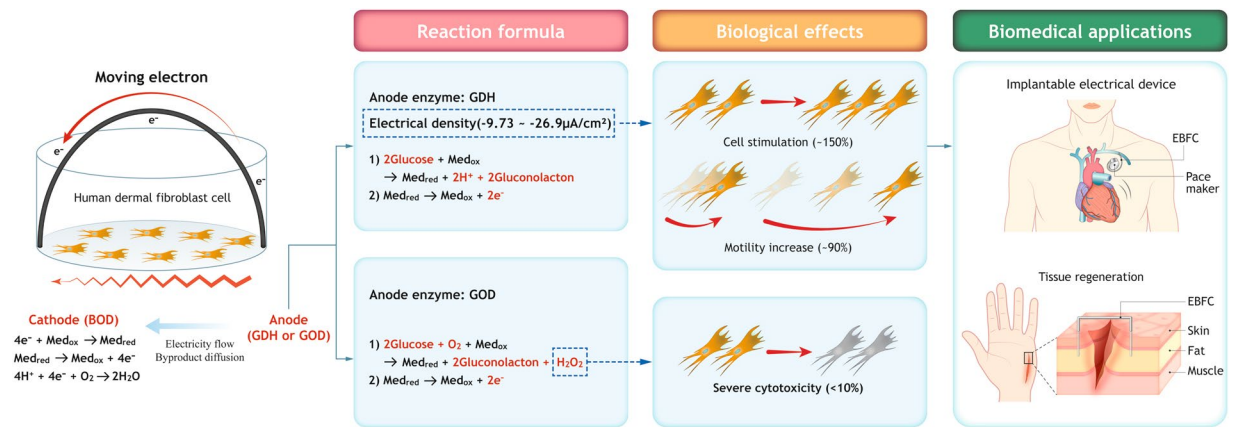 Reaction formula
Biological effects
Biomedical applications
Moving electron
e⁻
e⁻
e⁻
Human dermal fibroblast cell
Cathode (BOD)
4e⁻ + Medox → Medred
Medred → Medox + 4e⁻
4H⁺ + 4e⁻ + O₂ → 2H₂O
Electricity flow
Byproduct diffusion
Anode
(GDH or GOD)
Anode enzyme: GDH
Electrical density(-9.73 ~ -26.9μA/cm²)
1) 2Glucose + Medox
→ Medred + 2H⁺ + 2Gluconolacton
2) Medred → Medox + 2e⁻
Anode enzyme: GOD
1) 2Glucose + O₂ + Medox
→ Medred + 2Gluconolacton + H₂O₂
2) Medred → Medox + 2e⁻
Cell stimulation (~150%)
Motility increase (~90%)
Severe cytotoxicity (<10%)
Implantable electrical device
EBFC
Pace
maker
Tissue regeneration
EBFC
Skin
Fat
Muscle